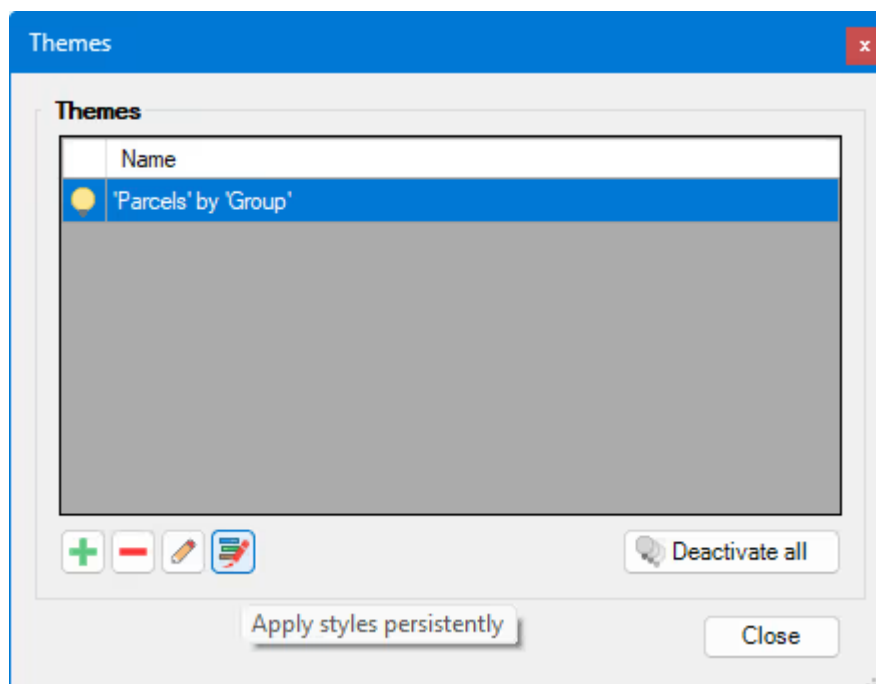 Themes
x
Themes
Name
'Parcels' by 'Group'
Deactivate all
Apply styles persistently
Close